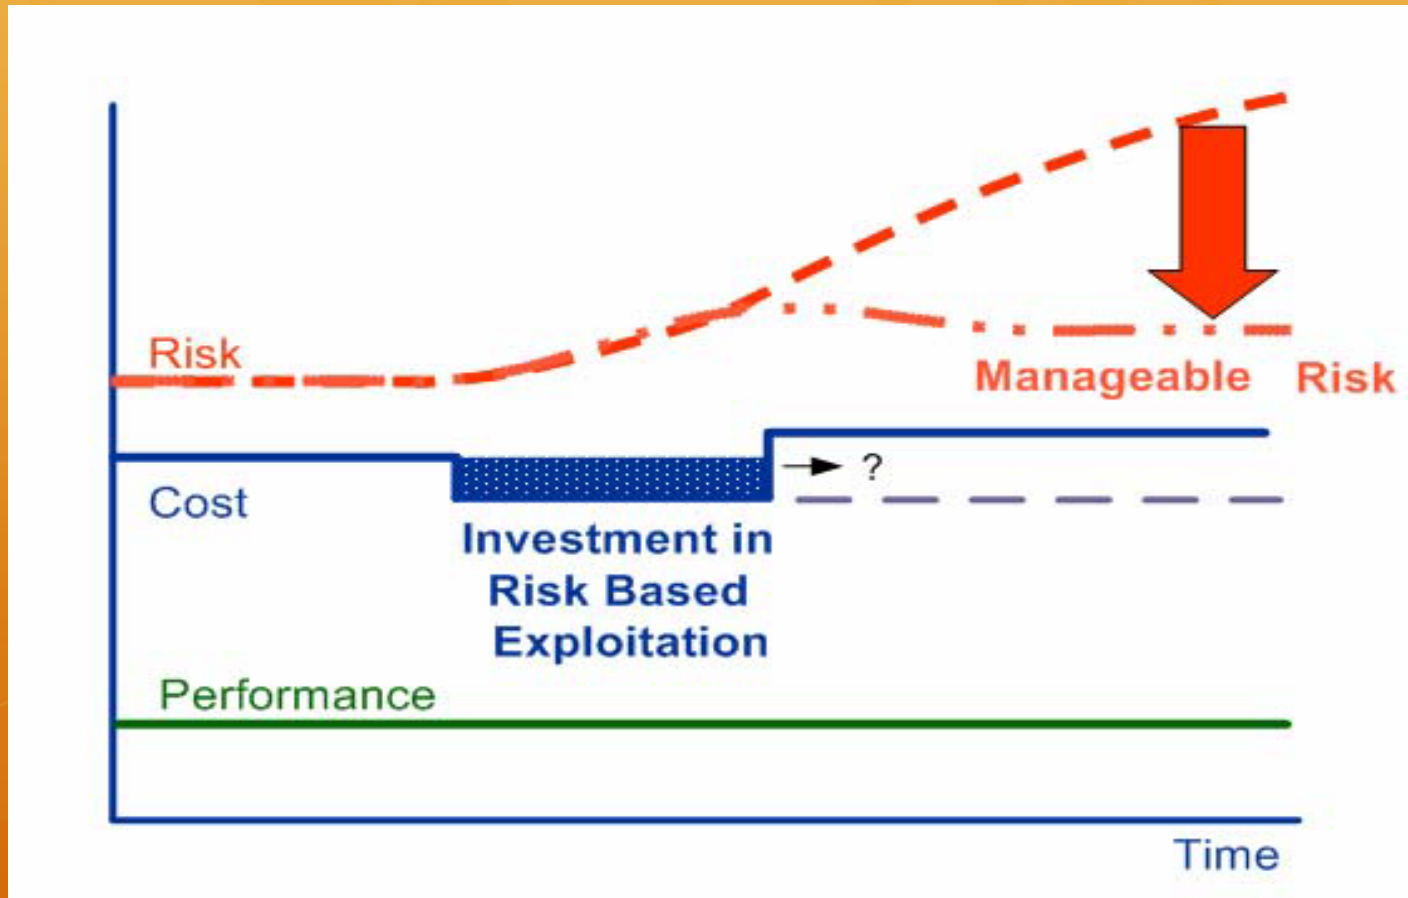 Risk
Manageable Risk
?
Cost
Investment in
Risk Based
Exploitation
Performance
Time